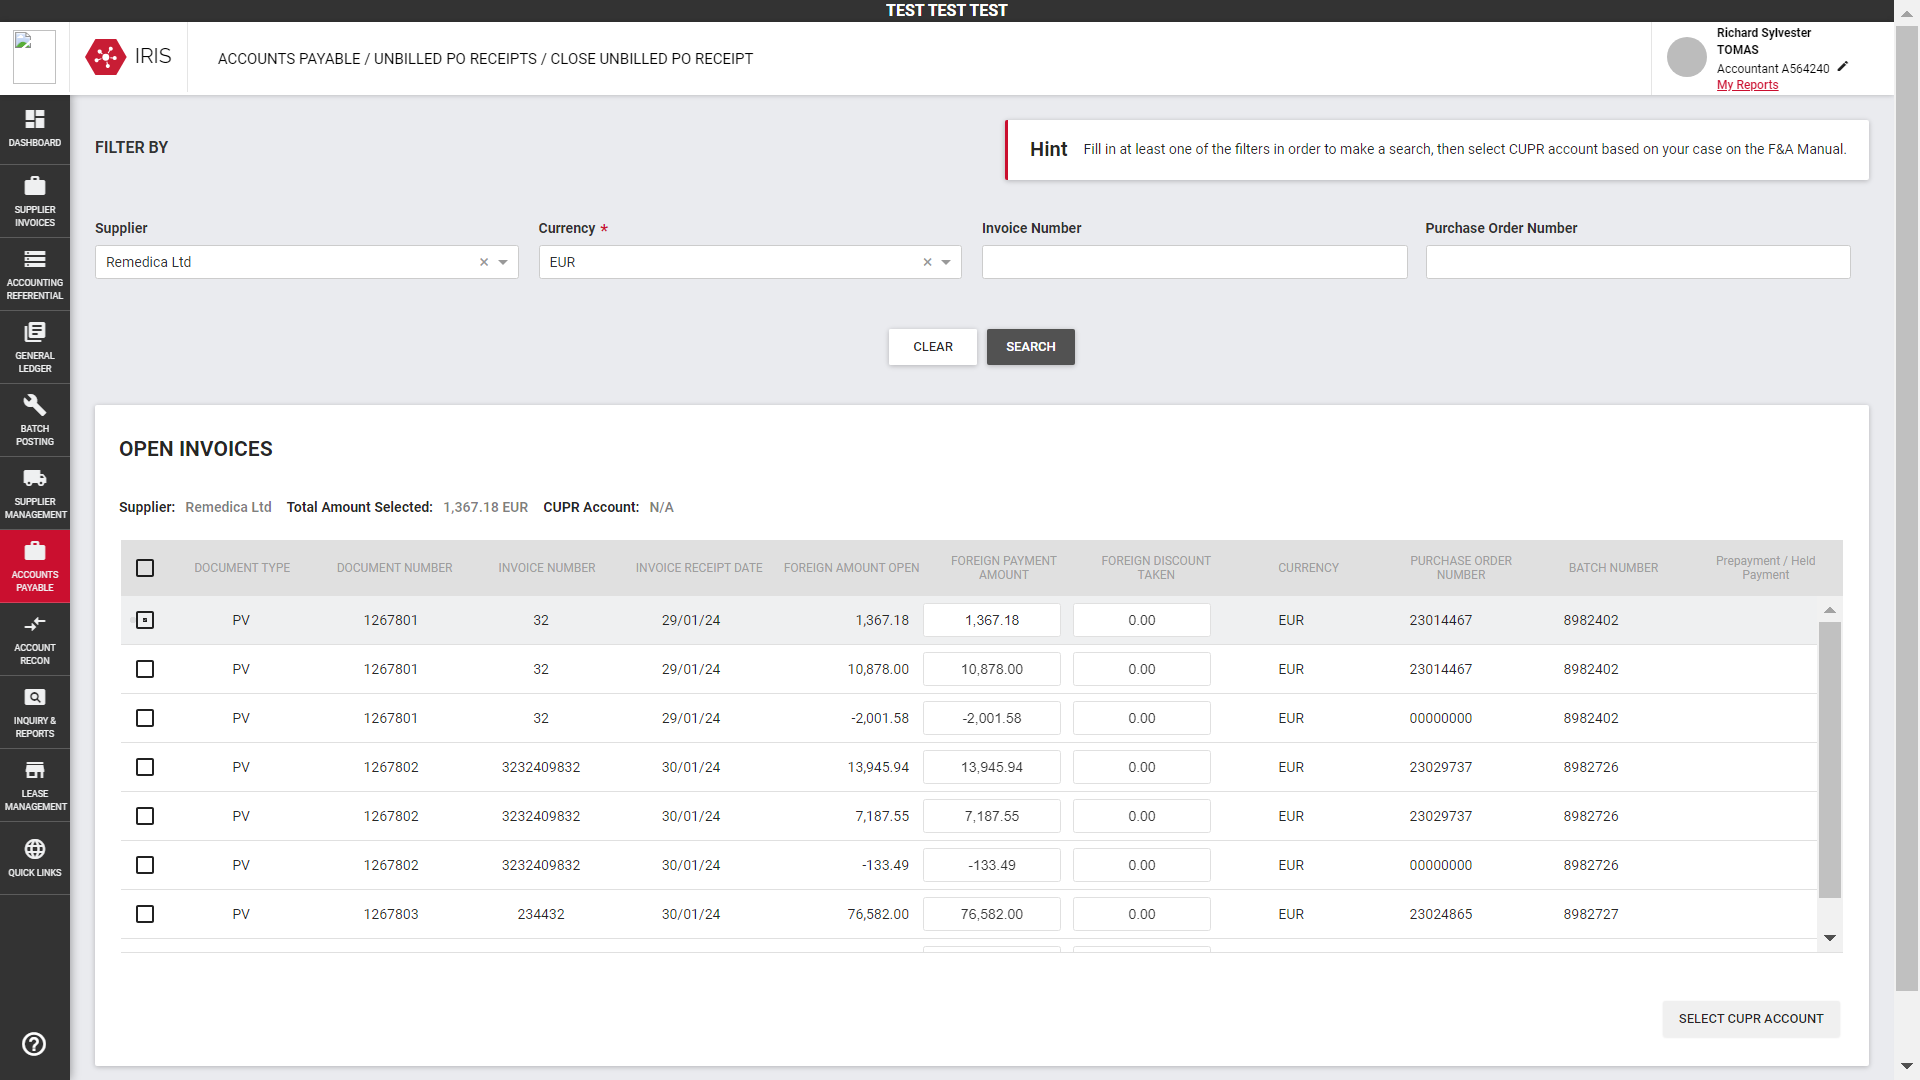 TEST TEST TEST
IRIS
ACCOUNTS PAYABLE / UNBILLED PO RECEIPTS / CLOSE UNBILLED PO RECEIPT
Richard Sylvester
TOMAS
Accountant A564240
My Reports
DASHBOARD
SUPPLIER
INVOICES
ACCOUNTING
REFERENTIAL
GENERAL
LEDGER
BATCH
POSTING
SUPPLIER
MANAGEMENT
ACCOUNTS
PAYABLE
ACCOUNT
RECON
INQUIRY &
REPORTS
LEASE
MANAGEMENT
QUICK LINKS
FILTER BY
Hint Fill in at least one of the filters in order to make a search, then select CUPR account based on your case on the F&A Manual.
Supplier Currency * Invoice Number Purchase Order Number
Remedica Ltd EUR
CLEAR SEARCH
OPEN INVOICES
Supplier: Remedica Ltd Total Amount Selected: 1,367.18 EUR CUPR Account: N/A
DOCUMENT TYPE DOCUMENT NUMBER INVOICE NUMBER INVOICE RECEIPT DATE FOREIGN AMOUNT OPEN FOREIGN PAYMENT AMOUNT FOREIGN DISCOUNT TAKEN CURRENCY PURCHASE ORDER NUMBER BATCH NUMBER Prepayment / Held Payment
PV 1267801 32 29/01/24 1,367.18 1,367.18 0.00 EUR 23014467 8982402
PV 1267801 32 29/01/24 10,878.00 10,878.00 0.00 EUR 23014467 8982402
PV 1267801 32 29/01/24 -2,001.58 -2,001.58 0.00 EUR 00000000 8982402
PV 1267802 3232409832 30/01/24 13,945.94 13,945.94 0.00 EUR 23029737 8982726
PV 1267802 3232409832 30/01/24 7,187.55 7,187.55 0.00 EUR 23029737 8982726
PV 1267802 3232409832 30/01/24 -133.49 -133.49 0.00 EUR 00000000 8982726
PV 1267803 234432 30/01/24 76,582.00 76,582.00 0.00 EUR 23024865 8982727
SELECT CUPR ACCOUNT